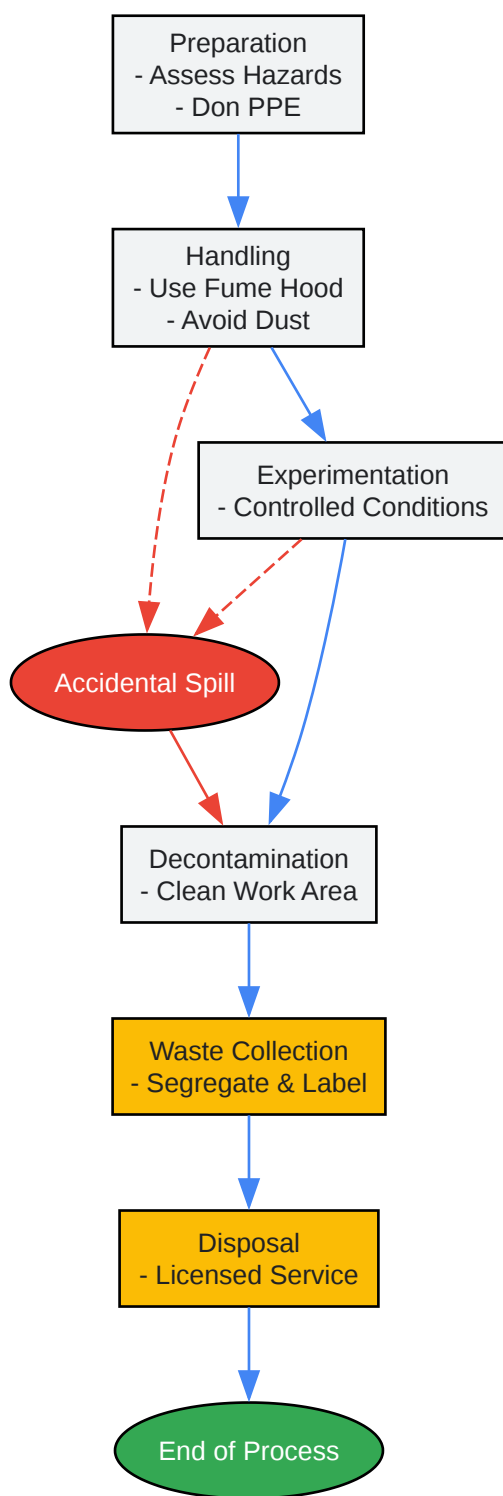 Preparation
- Assess Hazards
- Don PPE
Handling
- Use Fume Hood
- Avoid Dust
Experimentation
- Controlled Conditions
Accidental Spill
Decontamination
- Clean Work Area
Waste Collection
- Segregate & Label
Disposal
- Licensed Service
End of Process